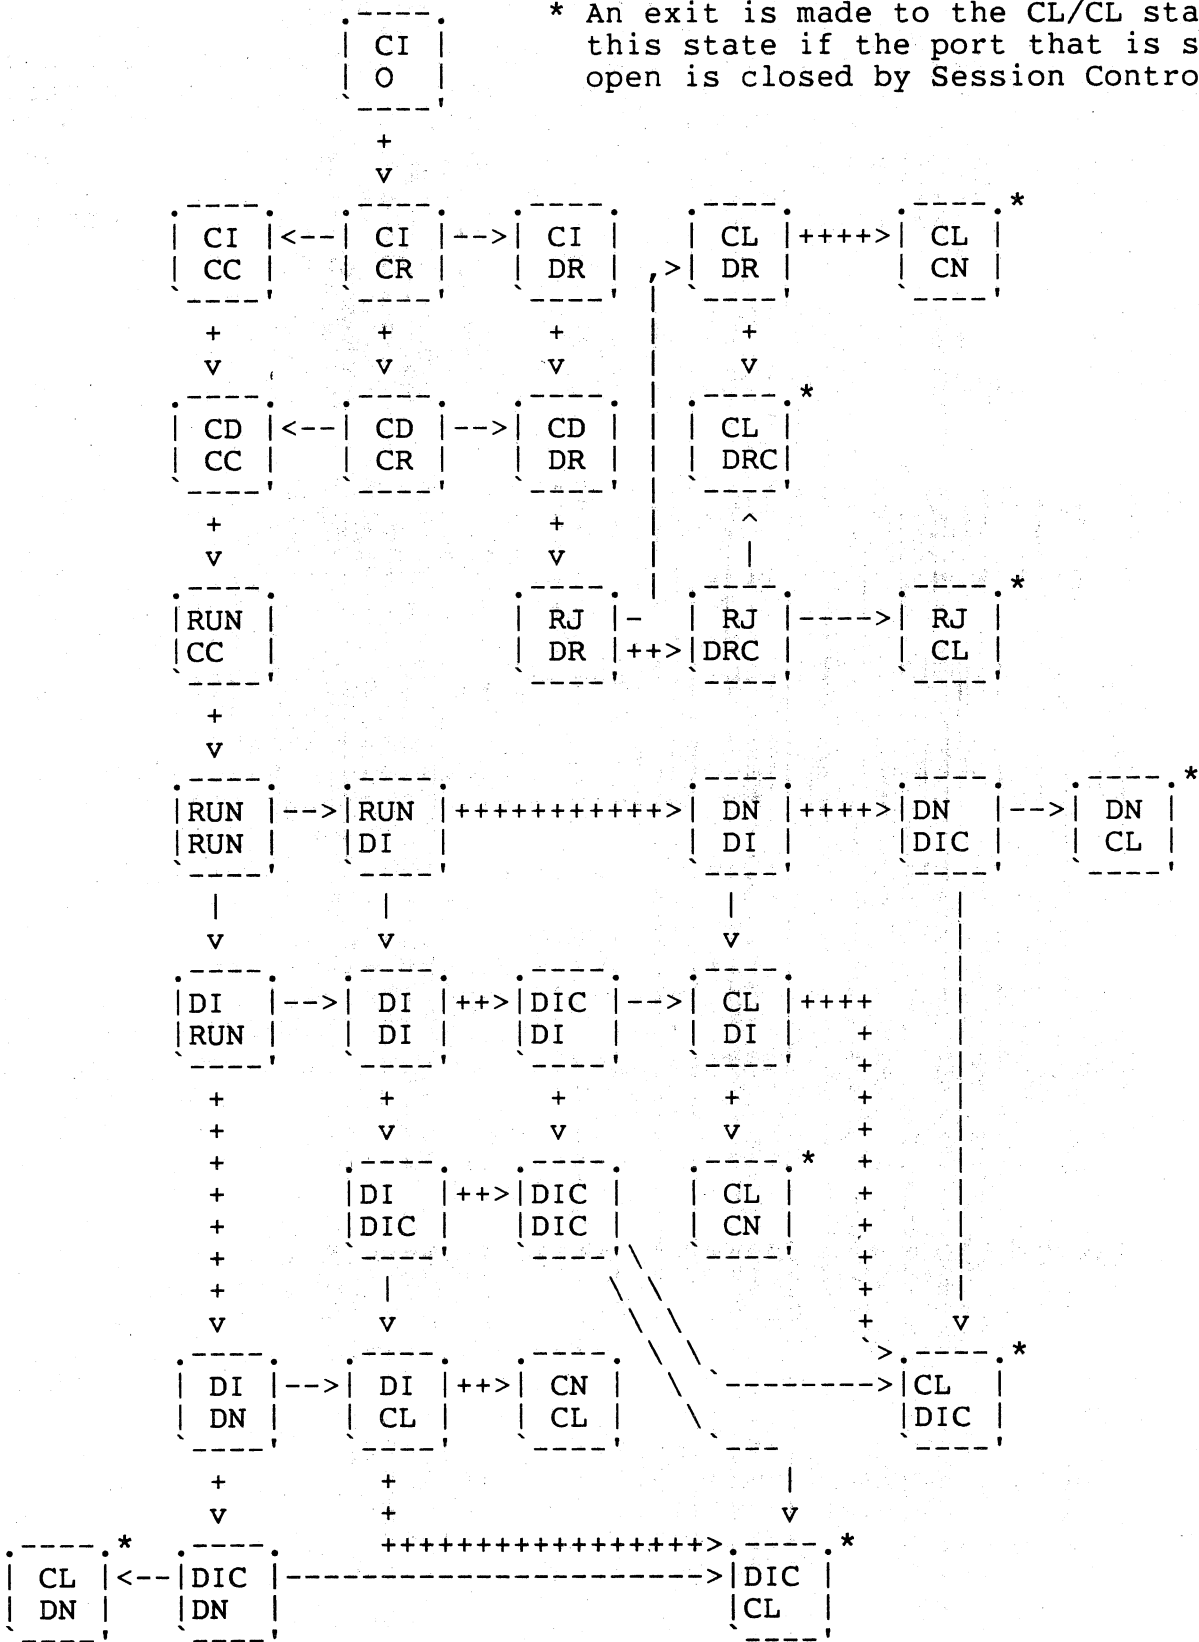 * An exit is made to the CL/CL sta
CI
this state if the port that is s
O
open is closed by Session Contro
*
CI CI CI CL CL
CC CR DR DR CN
*
CD CD CD CL
CC CR DR DRC
*
RUN RJ RJ RJ
CC DR DRC CL
*
RUN RUN DN DN DN
RUN DI DI DIC CL
DI DI DIC CL
RUN DI DI DI
*
DI DIC CL
DIC DIC CN
*
DI DI CN CL
DN CL CL DIC
* *
CL DIC DIC
DN DN CL